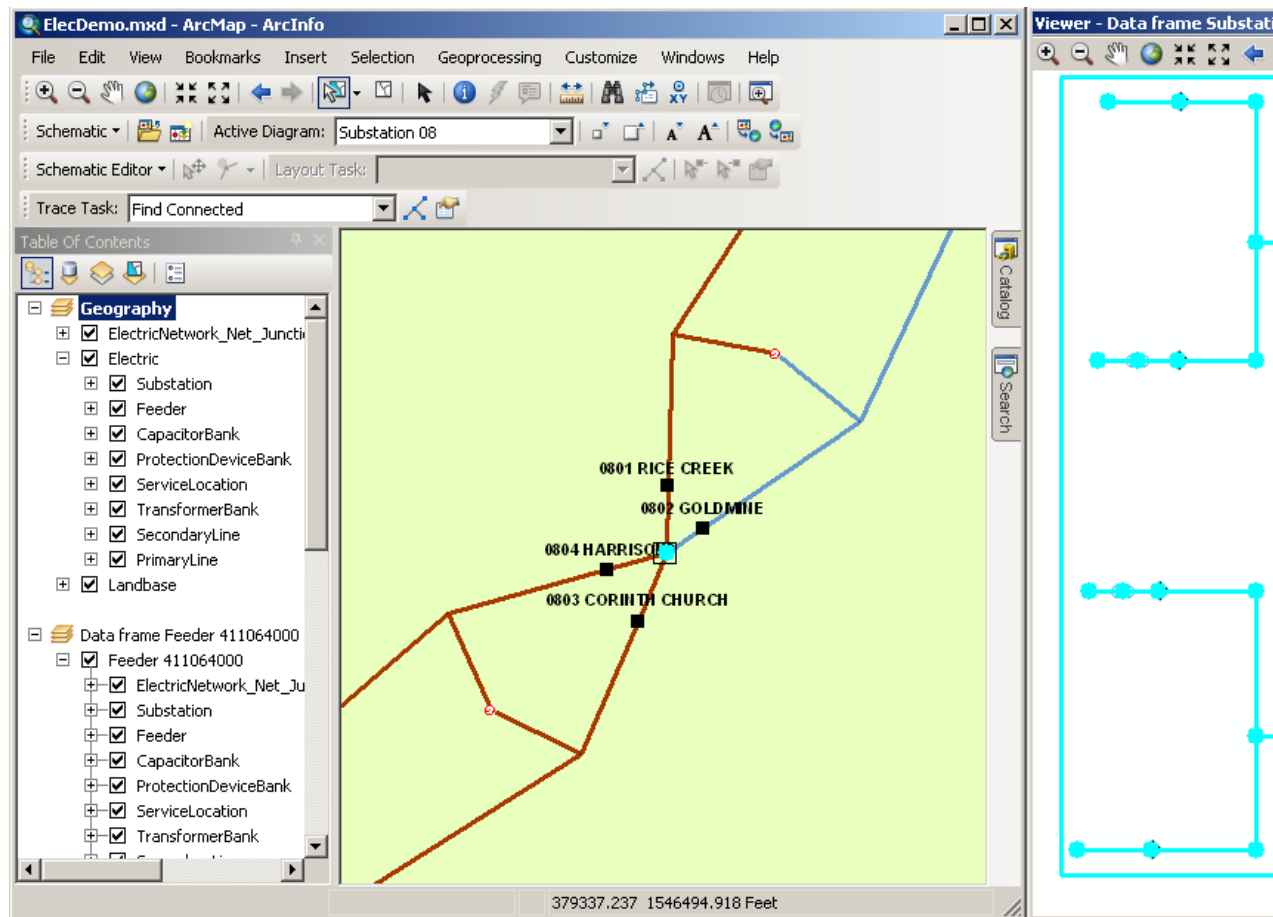 ElecDemo.mxd - ArcMap - ArcInfo
File Edit View Bookmarks Insert Selection Geoprocessing Customize Windows Help
XY
Schematic Active Diagram: Substation 08 A A
Schematic Editor Layout Task:
Trace Task: Find Connected
Table Of Contents
Geography
ElectricNetwork_Net_Juncti
Electric
Substation
Feeder
CapacitorBank
ProtectionDeviceBank
ServiceLocation
TransformerBank
SecondaryLine
PrimaryLine
Landbase
Data frame Feeder 411064000
Feeder 411064000
ElectricNetwork_Net_Ju
Substation
Feeder
CapacitorBank
ProtectionDeviceBank
ServiceLocation
TransformerBank
0801 RICE CREEK
0802 GOLDMINE
0804 HARRISON
0803 CORINTH CHURCH
Catalog
Search
379337.237 1546494.918 Feet
Viewer - Data frame Substati